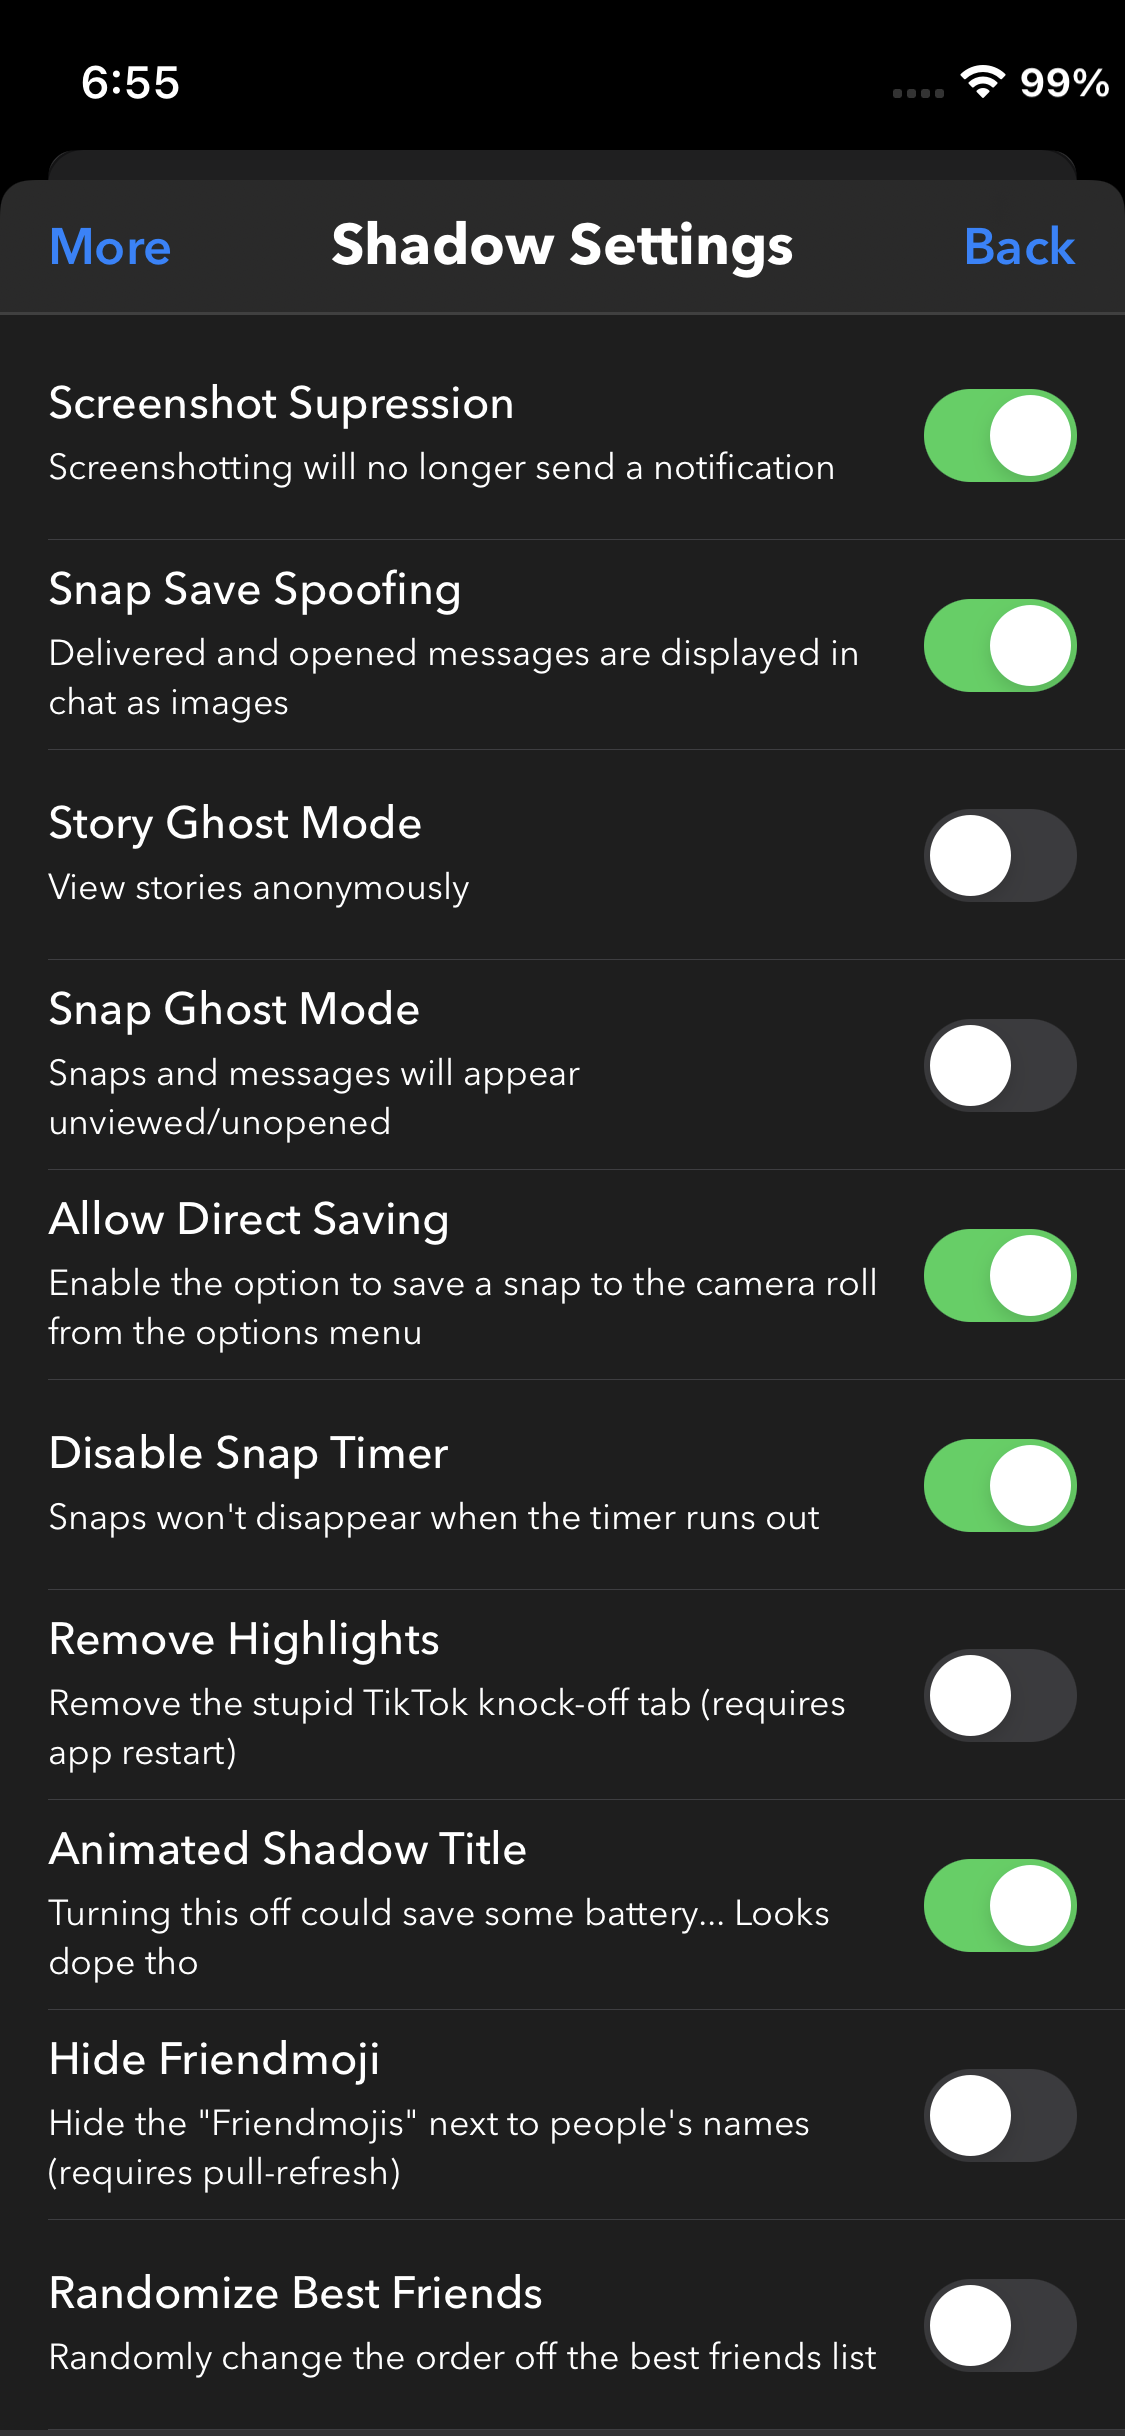 6:55
99%
More
Shadow Settings
Back
Screenshot Supression
Screenshotting will no longer send a notification
Snap Save Spoofing
Delivered and opened messages are displayed in
chat as images
Story Ghost Mode
View stories anonymously
Snap Ghost Mode
Snaps and messages will appear
unviewed/unopened
Allow Direct Saving
Enable the option to save a snap to the camera roll
from the options menu
Disable Snap Timer
Snaps won't disappear when the timer runs out
Remove Highlights
Remove the stupid TikTok knock-off tab (requires
app restart)
Animated Shadow Title
Turning this off could save some battery... Looks
dope tho
Hide Friendmoji
Hide the "Friendmojis" next to people's names
(requires pull-refresh)
Randomize Best Friends
Randomly change the order off the best friends list